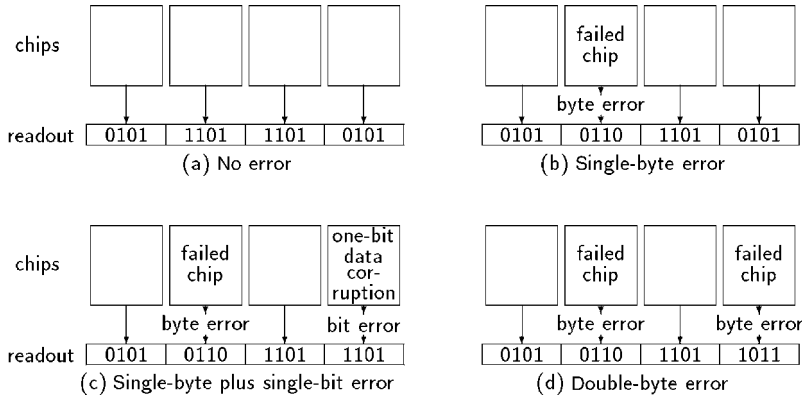 chips
readout 0101 1101 1101 0101
(a) No error
failed
chip
byte error
0101 0110 1101 0101
(b) Single-byte error
chips
failed
chip
one-bit
data
cor-
ruption
byte error
bit error
readout 0101 0110 1101 1101
(c) Single-byte plus single-bit error
failed
chip
failed
chip
byte error
byte error
0101 0110 1101 1011
(d) Double-byte error